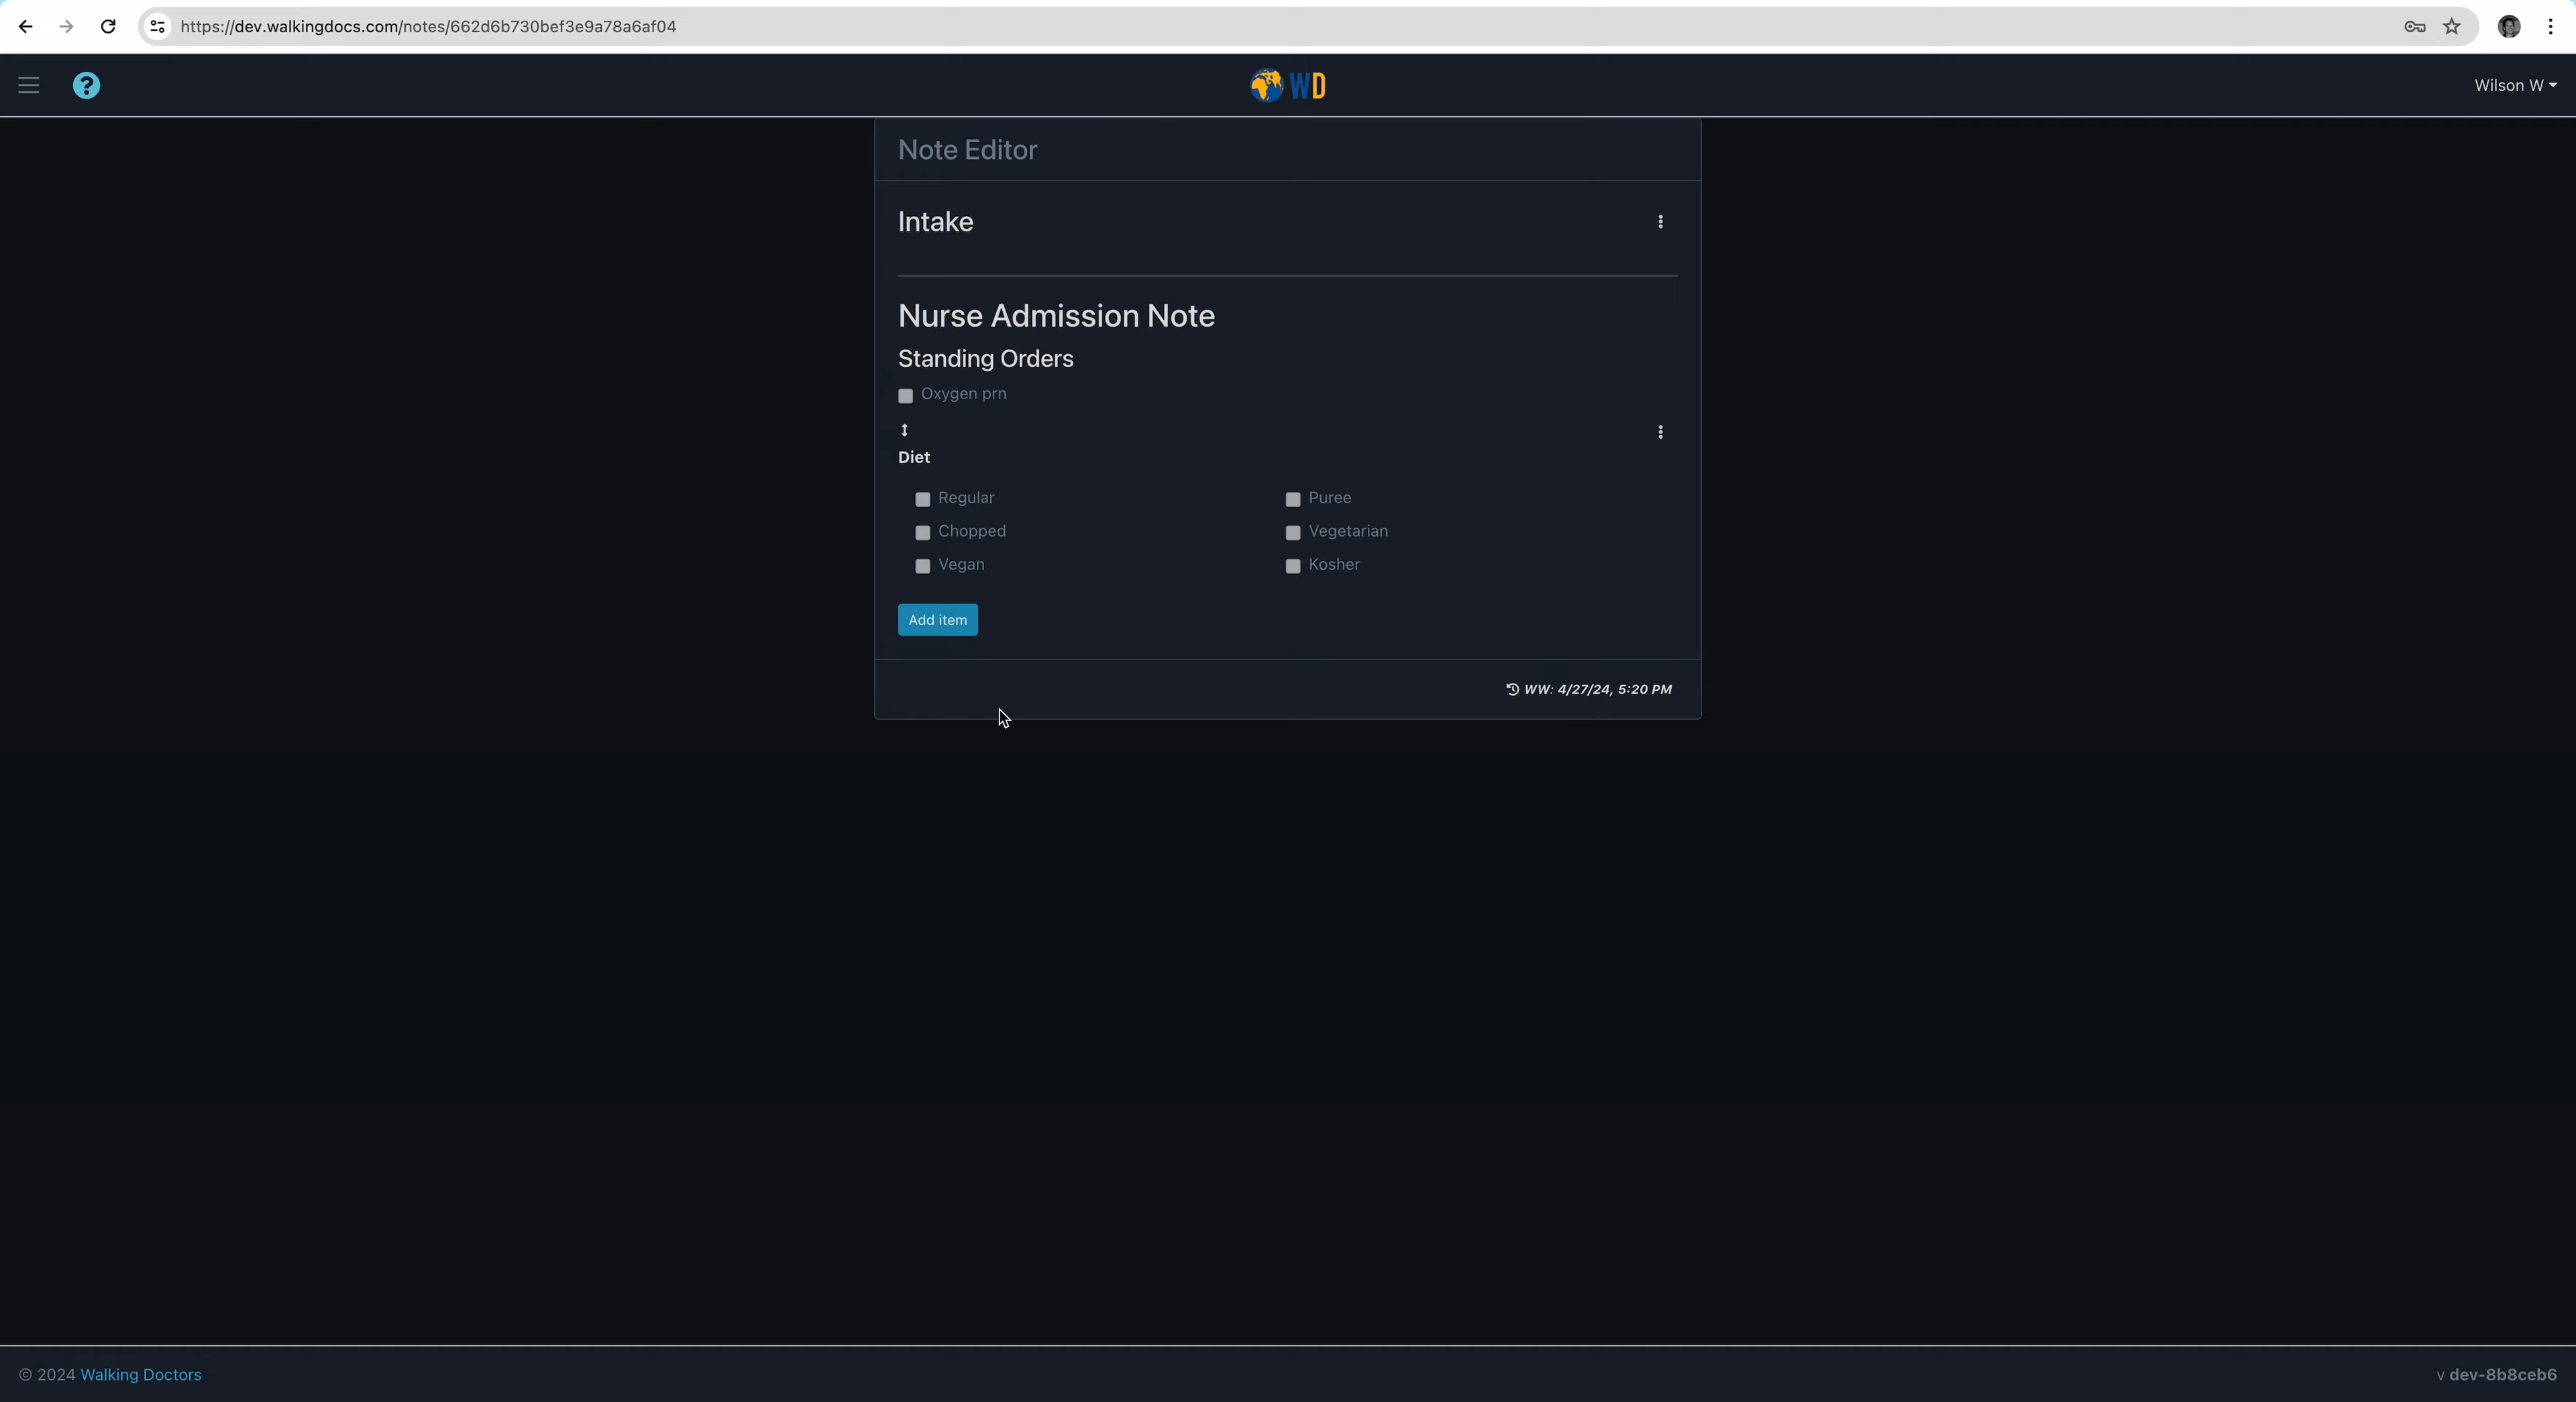 https://dev.walkingdocs.com/notes/662d6b730bef3e9a78a6af04
? WD Wilson W
Note Editor
Intake
Nurse Admission Note
Standing Orders
Oxygen prn
Diet
Regular Puree
Chopped Vegetarian
Vegan Kosher
Add item
WW: 4/27/24, 5:20 PM
© 2024 Walking Doctors v dev-8b8ceb6